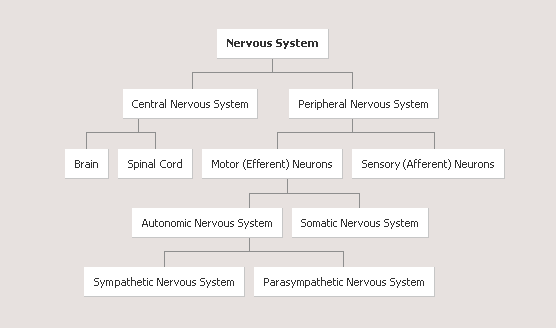 Nervous System
Central Nervous System
Peripheral Nervous System
Brain
Spinal Cord
Motor (Efferent) Neurons
Sensory (Afferent) Neurons
Autonomic Nervous System
Somatic Nervous System
Sympathetic Nervous System
Parasympathetic Nervous System